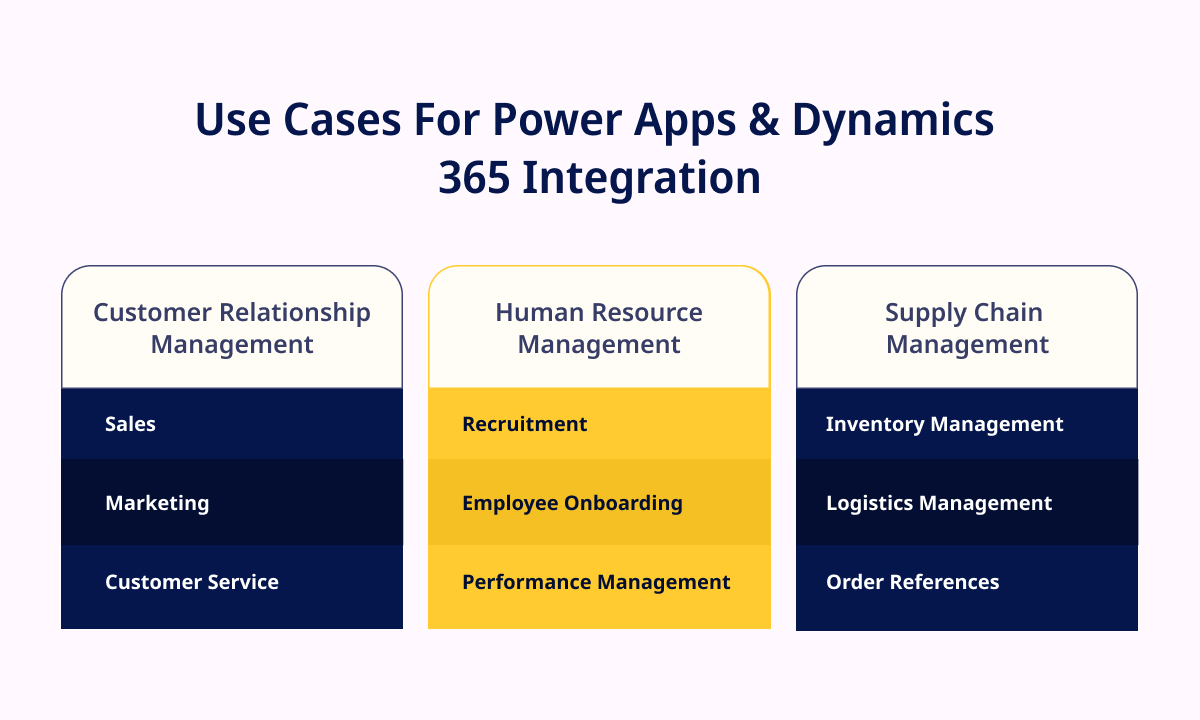 Use Cases For Power Apps & Dynamics
365 Integration
Customer Relationship
Management
Sales
Marketing
Customer Service
Human Resource
Management
Recruitment
Employee Onboarding
Performance Management
Supply Chain
Management
Inventory Management
Logistics Management
Order References